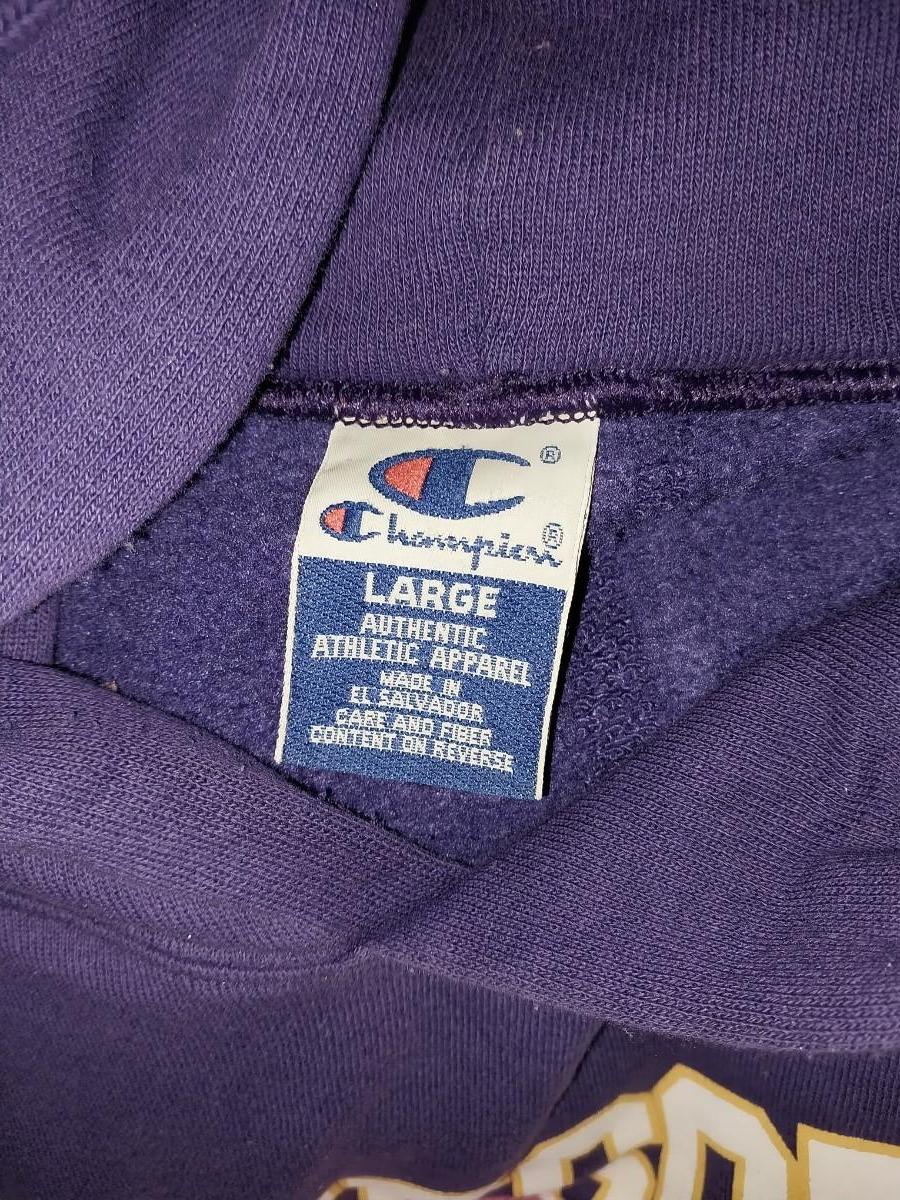 ®
Champion®
LARGE
AUTHENTIC
ATHLETIC APPAREL
MADE IN
EL SALVADOR
CARE AND FIBER
CONTENT ON REVERSE